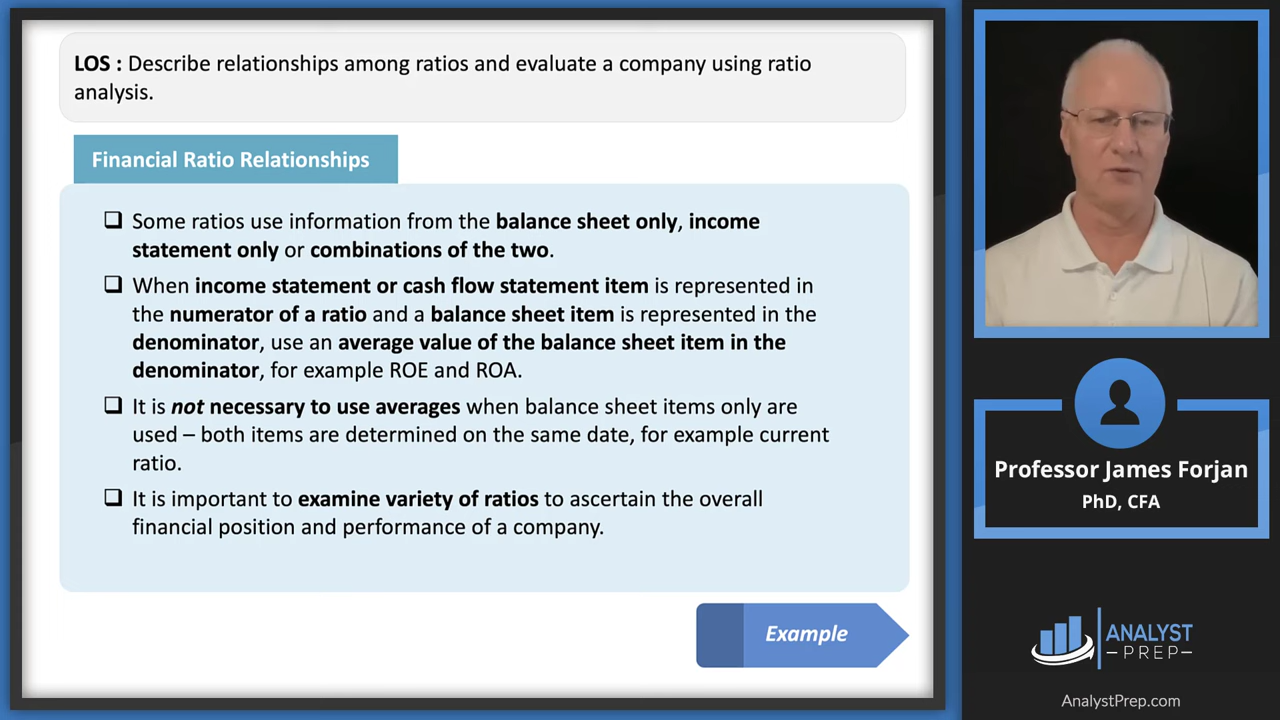 LOS : Describe relationships among ratios and evaluate a company using ratio
analysis.
Financial Ratio Relationships
Some ratios use information from the balance sheet only, income
statement only or combinations of the two.
When income statement or cash flow statement item is represented in
the numerator of a ratio and a balance sheet item is represented in the
denominator, use an average value of the balance sheet item in the
denominator, for example ROE and ROA.
It is not necessary to use averages when balance sheet items only are
used – both items are determined on the same date, for example current
ratio.
It is important to examine variety of ratios to ascertain the overall
financial position and performance of a company.
Example
Professor James Forjan
PhD, CFA
ANALYST
PREP
AnalystPrep.com